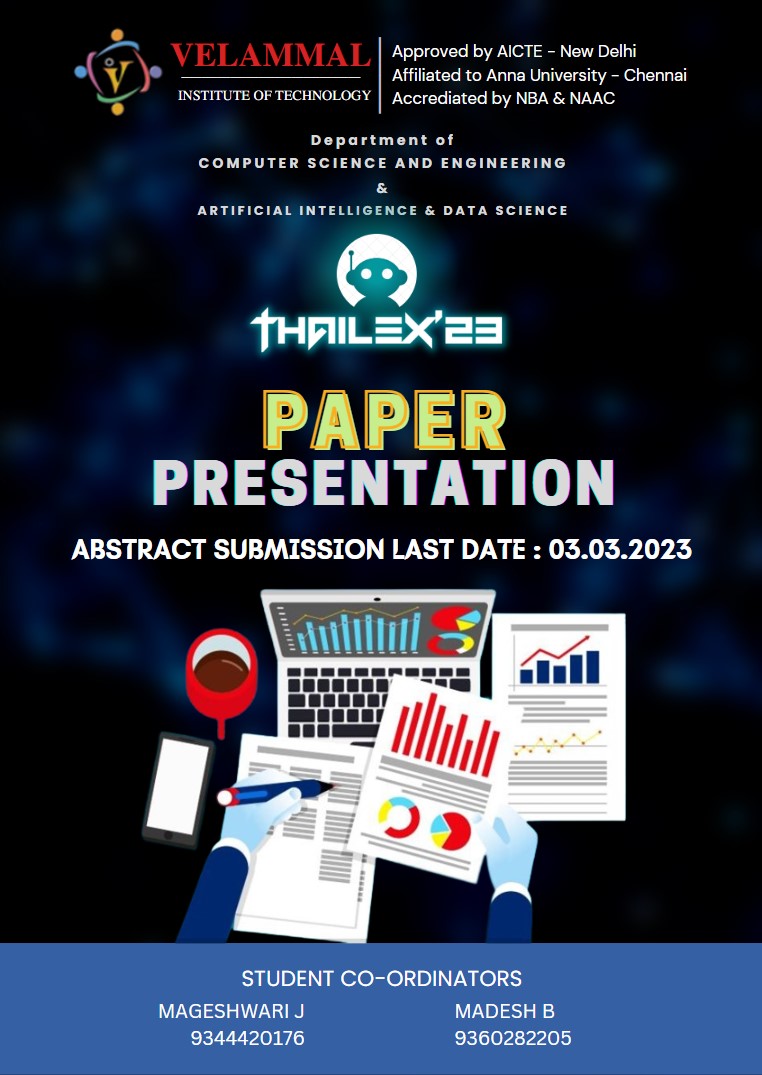 V
VELAMMAL
INSTITUTE OF TECHNOLOGY
Approved by AICTE - New Delhi
Affiliated to Anna University - Chennai
Accrediated by NBA & NAAC
Department of
COMPUTER SCIENCE AND ENGINEERING
&
ARTIFICIAL INTELLIGENCE & DATA SCIENCE
THAILEX'23
PAPER
PRESENTATION
ABSTRACT SUBMISSION LAST DATE : 03.03.2023
STUDENT CO-ORDINATORS
MAGESHWARI J
9344420176
MADESH B
9360282205